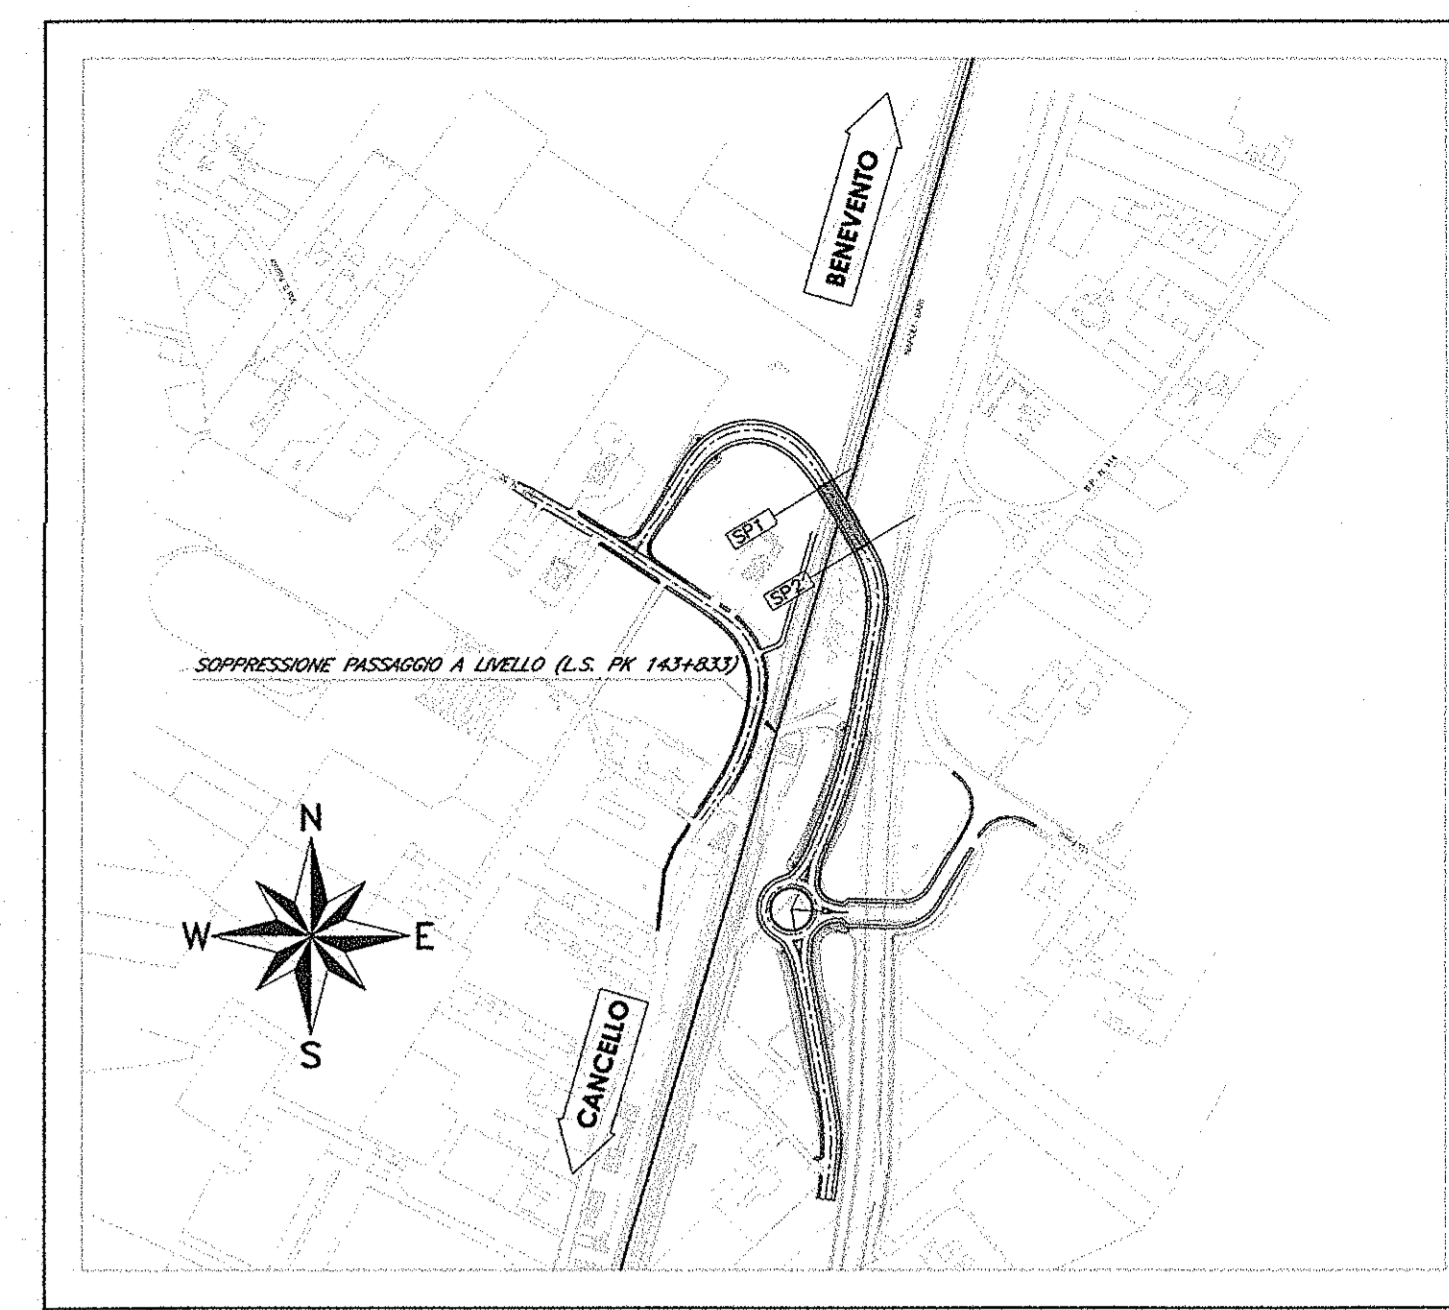 BENEVENTO
SP1
SP2
SOPPRESSIONE PASSAGGIO A LIVELLO (L.S. PK 143+833)
N
W
E
S
CANCELLO